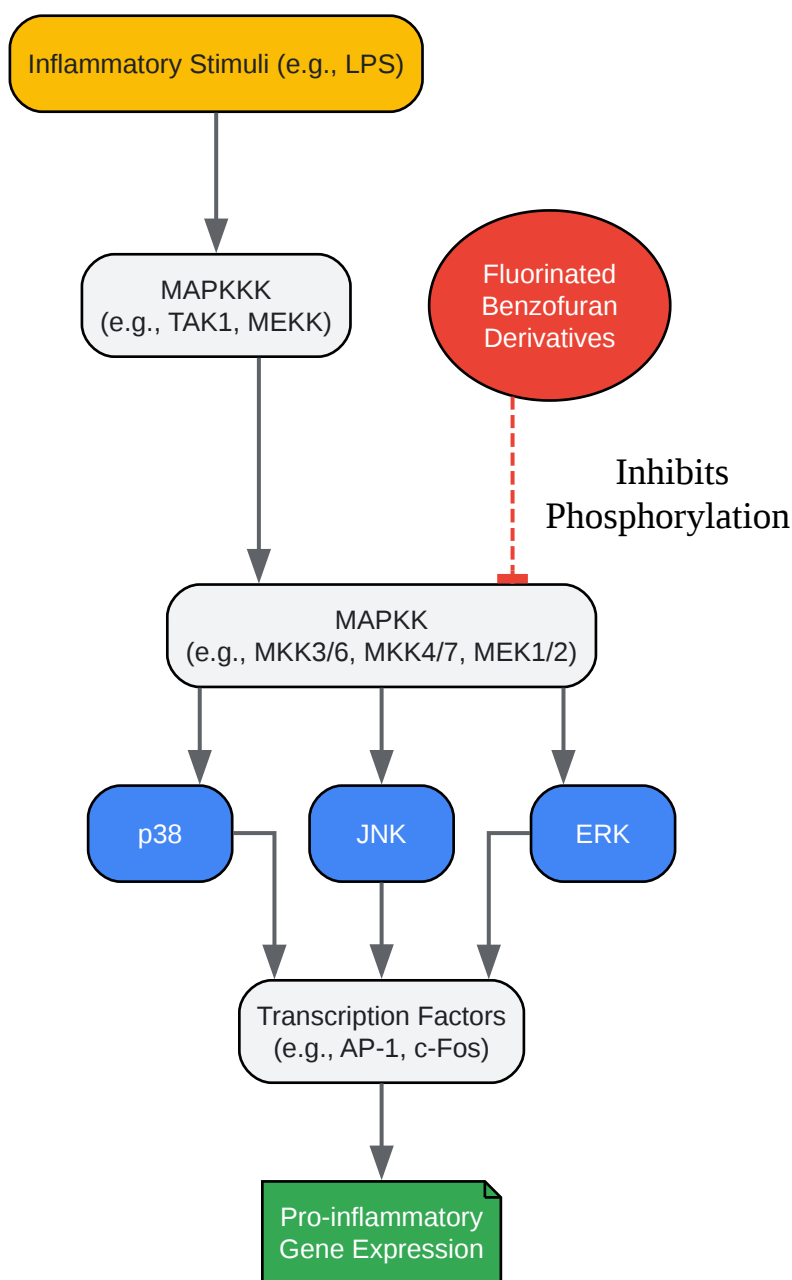 Inflammatory Stimuli (e.g., LPS)
MAPKKK
(e.g., TAK1, MEKK)
Fluorinated
Benzofuran
Derivatives
Inhibits
Phosphorylation
MAPKK
(e.g., MKK3/6, MKK4/7, MEK1/2)
p38
JNK
ERK
Transcription Factors
(e.g., AP-1, c-Fos)
Pro-inflammatory
Gene Expression